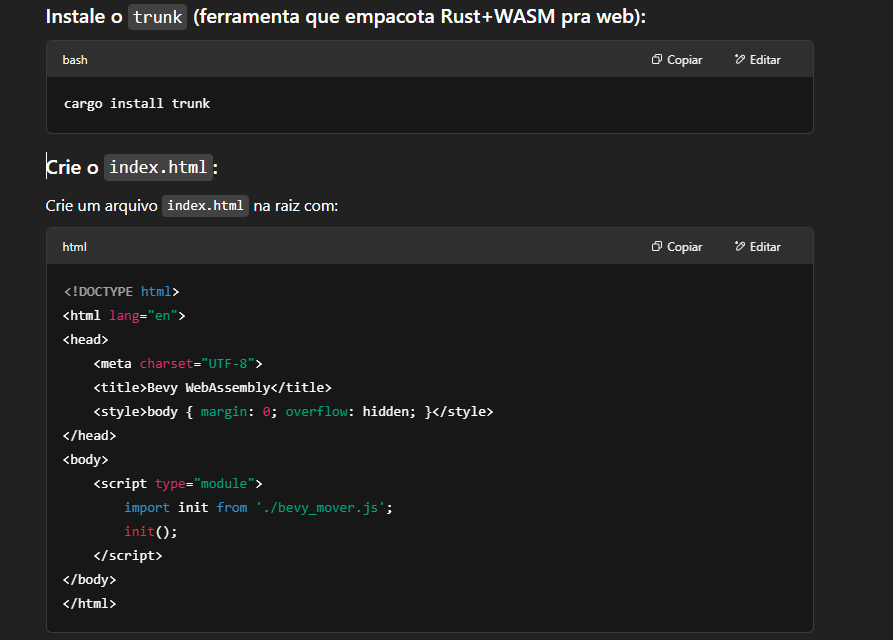 Instale o trunk (ferramenta que empacota Rust+WASM pra web):
bash
Copiar
Editar
cargo install trunk
Crie o index.html:
Crie um arquivo index.html na raiz com:
html
Copiar
Editar
<!DOCTYPE html>
<html lang="en">
<head>
    <meta charset="UTF-8">
    <title>Bevy WebAssembly</title>
    <style>body { margin: 0; overflow: hidden; }</style>
</head>
<body>
    <script type="module">
        import init from './bevy_mover.js';
        init();
    </script>
</body>
</html>